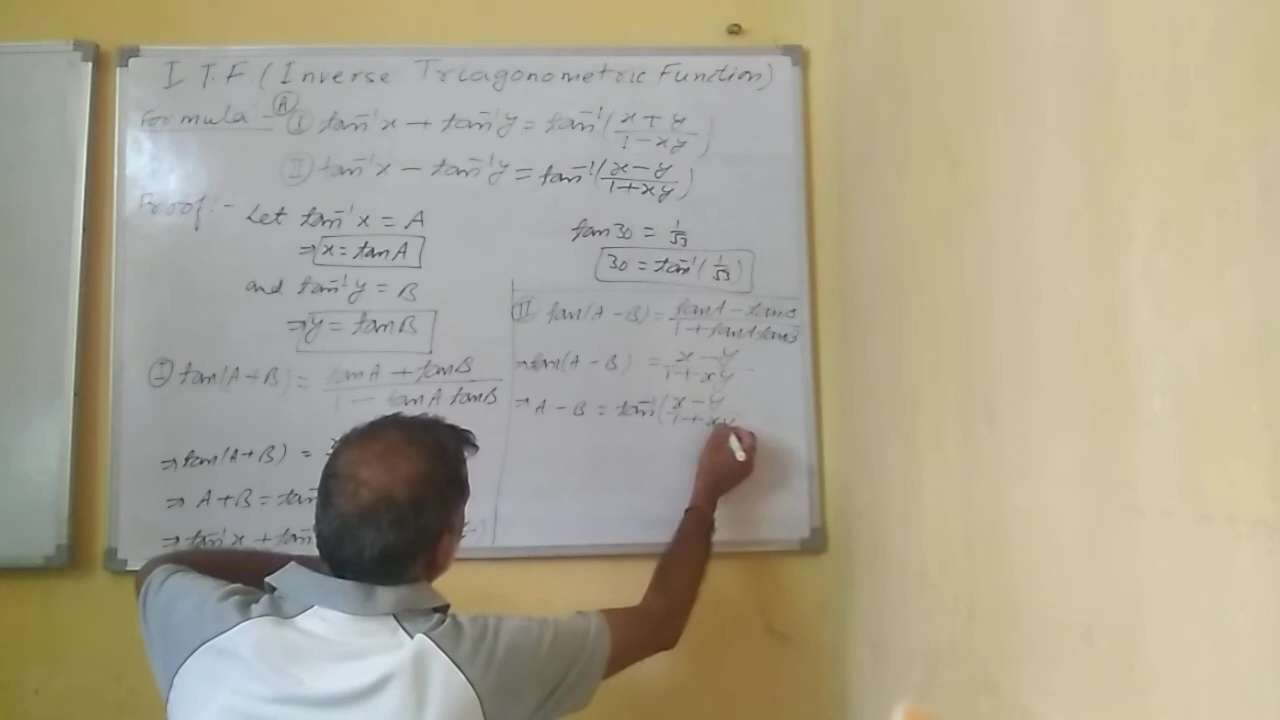 I T F ( Inverse Triagonometric Function )
Formula :- Ⓐ Ⓘ tan⁻¹x + tan⁻¹y = tan⁻¹(x + y / 1 - xy)
Ⓘⓘ tan⁻¹x - tan⁻¹y = tan⁻¹(x - y / 1 + xy)
Proof :- Let tan⁻¹x = A
⇒ x = tanA
and tan⁻¹y = B
⇒ y = tanB
Ⓘ tan(A + B) = tanA + tanB / 1 - tanA tanB
⇒ tan(A + B) =
⇒ A + B = tan⁻¹
⇒ tan⁻¹x + tan⁻¹
tan30 = 1/√3
30 = tan⁻¹(1/√3)
Ⓘⓘ tan(A - B) = tanA - tanB / 1 + tanA tanB
⇒ tan(A - B) = x - y / 1 + xy
⇒ A - B = tan⁻¹(x - y / 1 + xy